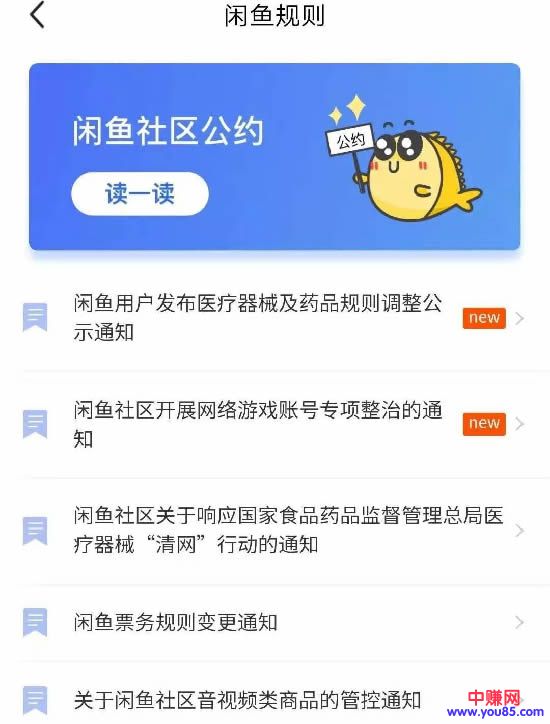 闲鱼规则
闲鱼社区公约
公约
读一读
闲鱼用户发布医疗器械及药品规则调整公
示通知
new
闲鱼社区开展网络游戏账号专项整治的通
知
new
闲鱼社区关于响应国家食品药品监督管理总局医
疗器械“清网”行动的通知
闲鱼票务规则变更通知
关于闲鱼社区音视频类商品的管控通知
中赚网
www.you85.com